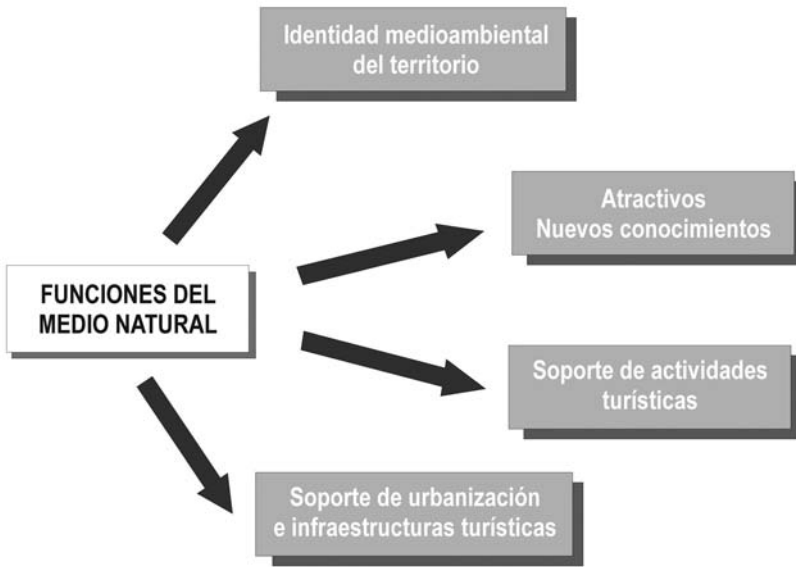 Identidad medioambiental
del territorio
Atractivos
Nuevos conocimientos
FUNCIONES DEL
MEDIO NATURAL
Soporte de actividades
turísticas
Soporte de urbanización
e infraestructuras turísticas